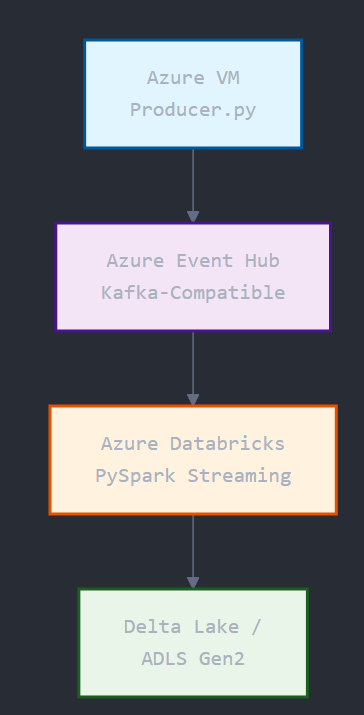 Azure VM
Producer.py
Azure Event Hub
Kafka-Compatible
Azure Databricks
PySpark Streaming
Delta Lake /
ADLS Gen2